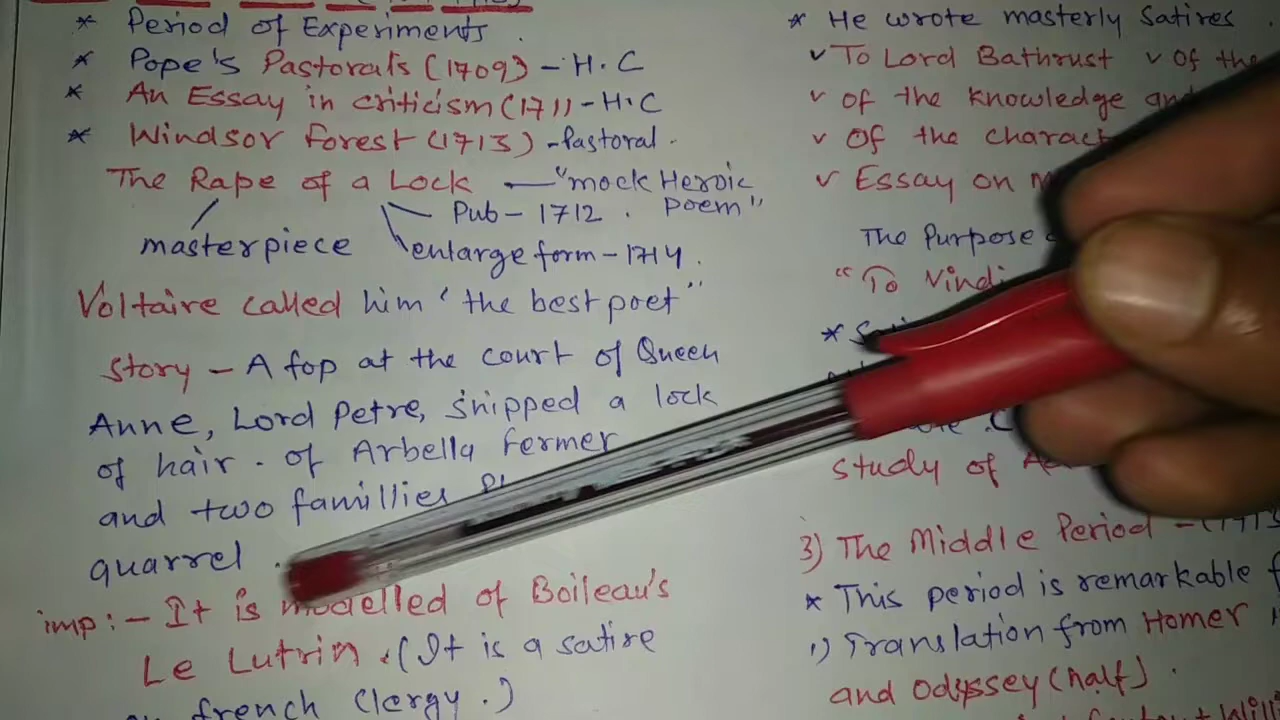 * Period of Experiments.
* Pope's Pastorals (1709) - H.C
* An Essay in criticism (1711 - H.C
* Windsor forest (1713) - Pastoral.
The Rape of a Lock — "mock Heroic
Pub - 1712. Poem"
masterpiece enlarge form - 1714.
Voltaire called him 'the best poet"
Story - A fop at the court of Queen
Anne, Lord Petre, snipped a lock
of hair. of Arbella Fermer
and two famillies
quarrel.
imp:- It is modelled of Boileau's
Le Lutrin. (It is a satire
french Clergy.)
* He wrote masterly Satires.
✓ To Lord Bathrust ✓ Of the
✓ of the Knowledge and
✓ Of the
✓ Essay on
The Purpose
"To
study of
3) The Middle Period -
* This period is remarkable
1) Translation from Homer
and Odyssey (half).